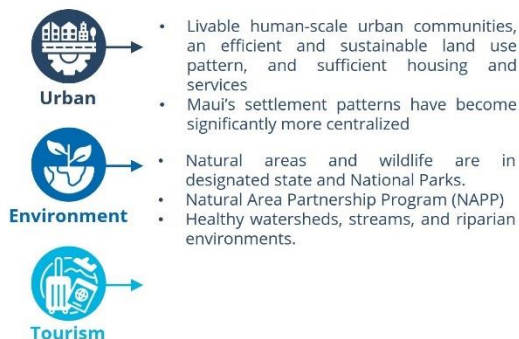 • Livable human-scale urban communities,
an efficient and sustainable land use
pattern, and sufficient housing and
services
• Maui's settlement patterns have become
significantly more centralized
Urban
• Natural areas and wildlife are in
designated state and National Parks.
• Natural Area Partnership Program (NAPP)
• Healthy watersheds, streams, and riparian
environments.
Environment
Tourism